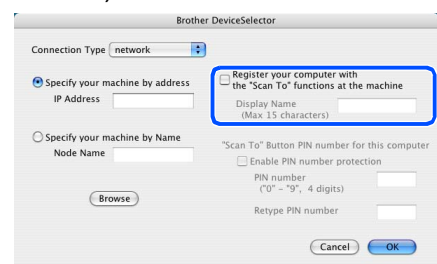 Brother DeviceSelector
Connection Type network
Specify your machine by address
IP Address
Specify your machine by Name
Node Name
Browse
Register your computer with
the "Scan To" functions at the machine
Display Name
(Max 15 characters)
"Scan To" Button PIN number for this computer
Enable PIN number protection
PIN number
("0" ~ "9", 4 digits)
Retype PIN number
Cancel OK